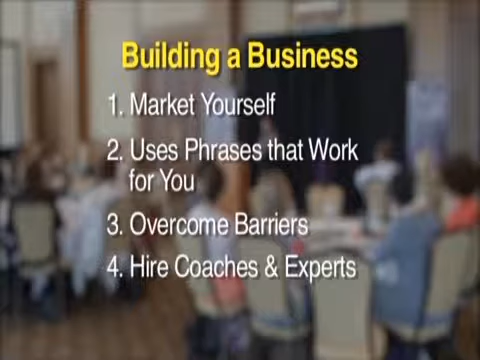 Building a Business
1. Market Yourself
2. Uses Phrases that Work
for You
3. Overcome Barriers
4. Hire Coaches & Experts